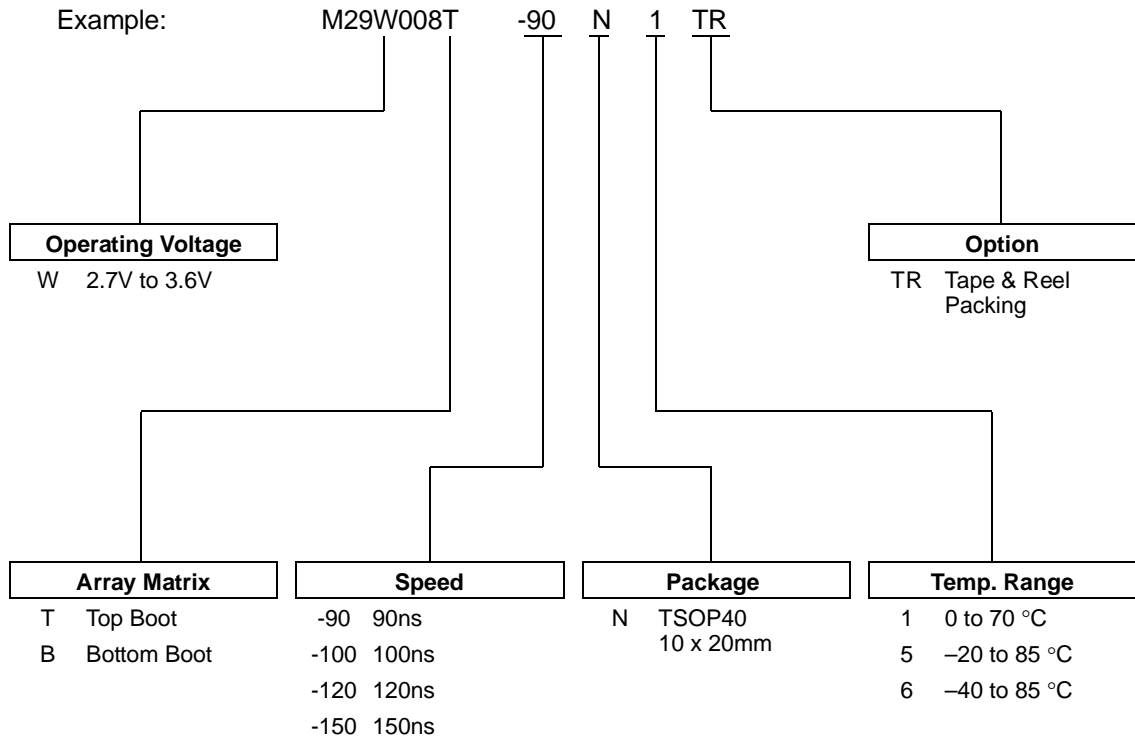 Example: M29W008T -90 N 1 TR
Operating Voltage
W 2.7V to 3.6V
Option
TR Tape & Reel
Packing
Array Matrix
T Top Boot
B Bottom Boot
Speed
-90 90ns
-100 100ns
-120 120ns
-150 150ns
Package
N TSOP40
10 x 20mm
Temp. Range
1 0 to 70 °C
5 –20 to 85 °C
6 –40 to 85 °C